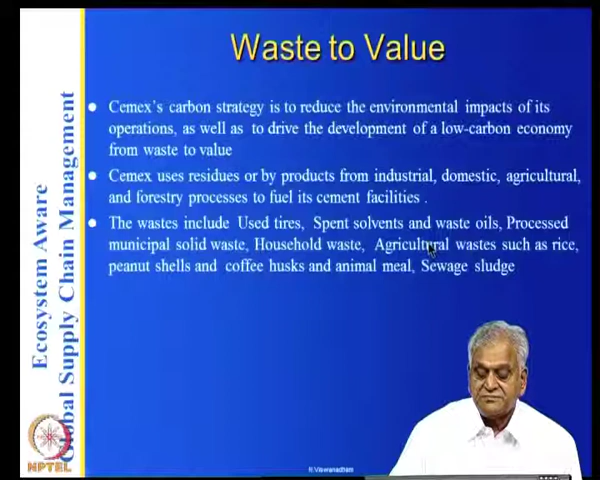 Waste to Value
Cemex's carbon strategy is to reduce the environmental impacts of its
operations, as well as to drive the development of a low-carbon economy
from waste to value
Cemex uses residues or by products from industrial, domestic, agricultural,
and forestry processes to fuel its cement facilities .
The wastes include Used tires, Spent solvents and waste oils, Processed
municipal solid waste, Household waste, Agricultural wastes such as rice,
peanut shells and coffee husks and animal meal, Sewage sludge
Ecosystem Aware
Global Supply Chain Management
NPTEL
N.Viswanadham